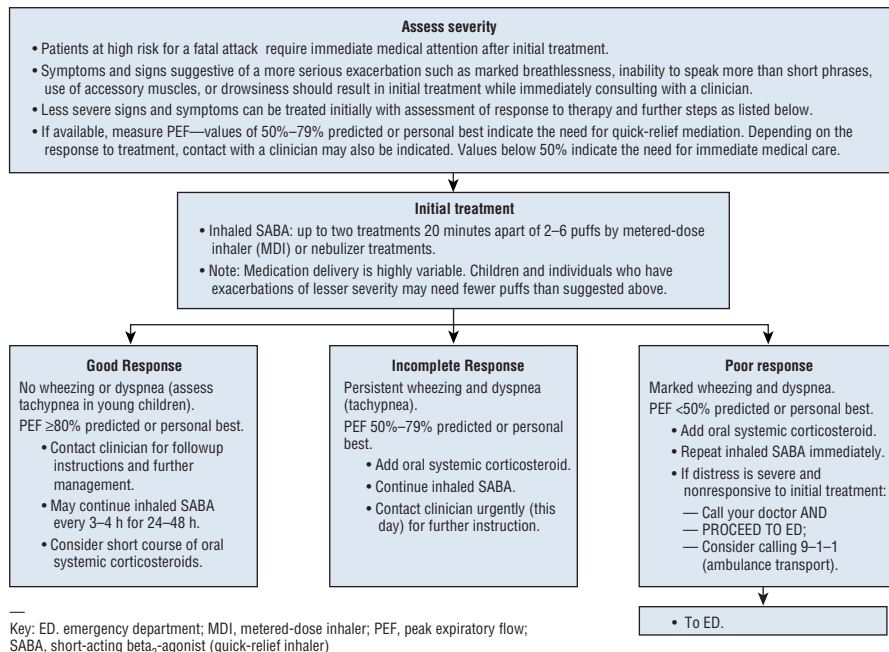 Assess severity
• Patients at high risk for a fatal attack require immediate medical attention after initial treatment.
• Symptoms and signs suggestive of a more serious exacerbation such as marked breathlessness, inability to speak more than short phrases,
use of accessory muscles, or drowsiness should result in initial treatment while immediately consulting with a clinician.
• Less severe signs and symptoms can be treated initially with assessment of response to therapy and further steps as listed below.
• If available, measure PEF—values of 50%–79% predicted or personal best indicate the need for quick-relief mediation. Depending on the
response to treatment, contact with a clinician may also be indicated. Values below 50% indicate the need for immediate medical care.
Initial treatment
• Inhaled SABA: up to two treatments 20 minutes apart of 2–6 puffs by metered-dose
inhaler (MDI) or nebulizer treatments.
• Note: Medication delivery is highly variable. Children and individuals who have
exacerbations of lesser severity may need fewer puffs than suggested above.
Good Response
No wheezing or dyspnea (assess
tachypnea in young children).
PEF ≥80% predicted or personal best.
• Contact clinician for followup
instructions and further
management.
• May continue inhaled SABA
every 3–4 h for 24–48 h.
• Consider short course of oral
systemic corticosteroids.
Incomplete Response
Persistent wheezing and dyspnea
(tachypnea).
PEF 50%–79% predicted or personal
best.
• Add oral systemic corticosteroid.
• Continue inhaled SABA.
• Contact clinician urgently (this
day) for further instruction.
Poor response
Marked wheezing and dyspnea.
PEF <50% predicted or personal best.
• Add oral systemic corticosteroid.
• Repeat inhaled SABA immediately.
• If distress is severe and
nonresponsive to initial treatment:
— Call your doctor AND
— PROCEED TO ED;
— Consider calling 9–1–1
(ambulance transport).
• To ED.
—
Key: ED. emergency department; MDI, metered-dose inhaler; PEF, peak expiratory flow;
SABA, short-acting beta₂-agonist (quick-relief inhaler)